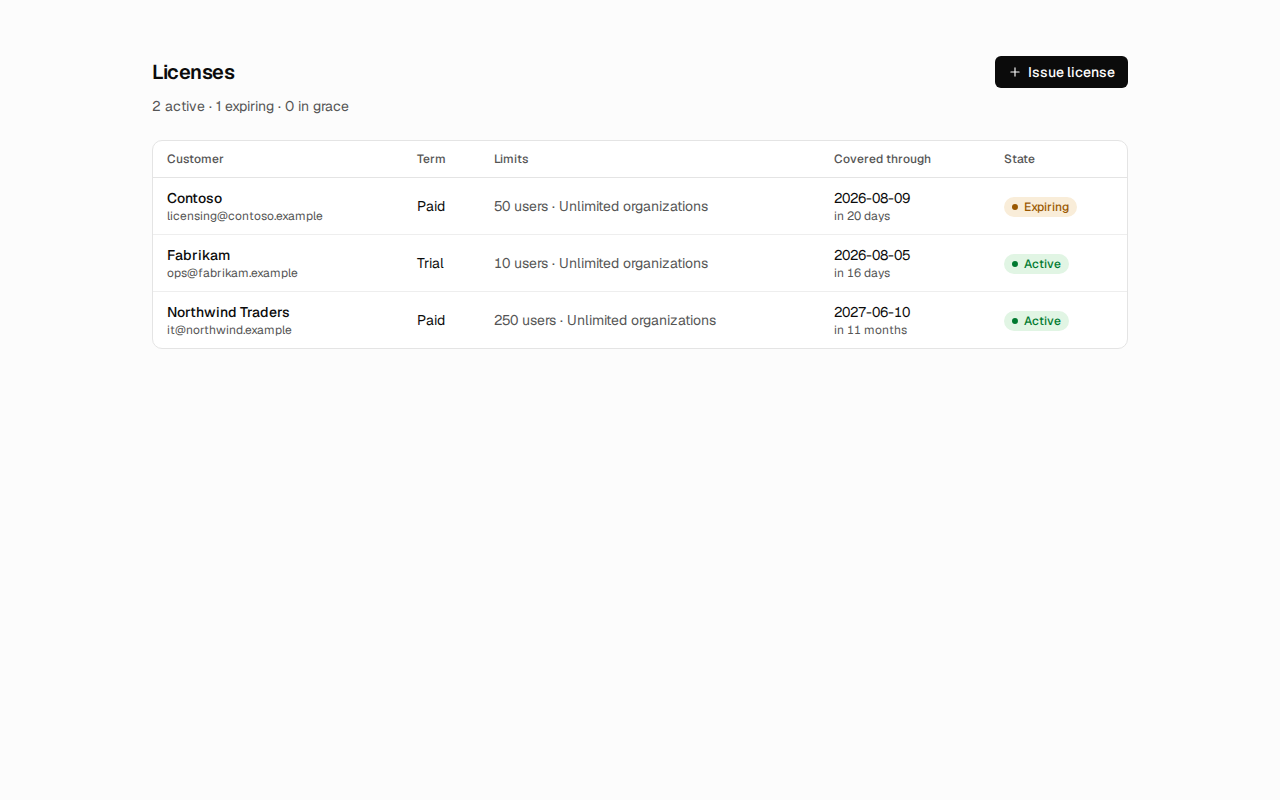 Licenses
Issue license
2 active · 1 expiring · 0 in grace
Customer Term Limits Covered through State
Contoso
licensing@contoso.example
Paid
50 users · Unlimited organizations
2026-08-09
in 20 days
Expiring
Fabrikam
ops@fabrikam.example
Trial
10 users · Unlimited organizations
2026-08-05
in 16 days
Active
Northwind Traders
it@northwind.example
Paid
250 users · Unlimited organizations
2027-06-10
in 11 months
Active